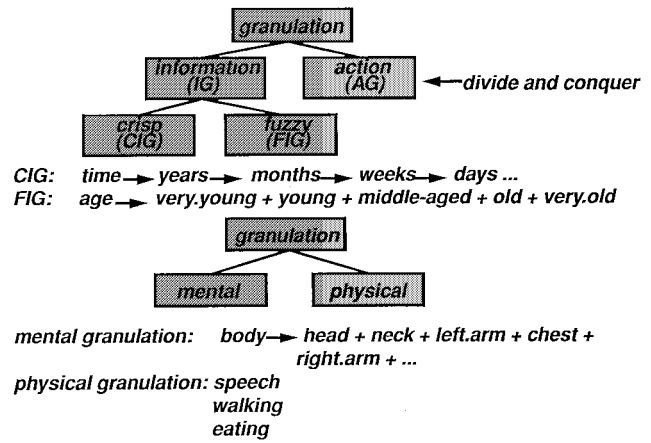 granulation
information
(IG)
action
(AG)
divide and conquer
crisp
(CIG)
fuzzy
(FIG)
CIG: time → years → months → weeks → days ...
FIG: age → very.young + young + middle-aged + old + very.old
granulation
mental
physical
mental granulation: body → head + neck + left.arm + chest +
right.arm + ...
physical granulation: speech
walking
eating